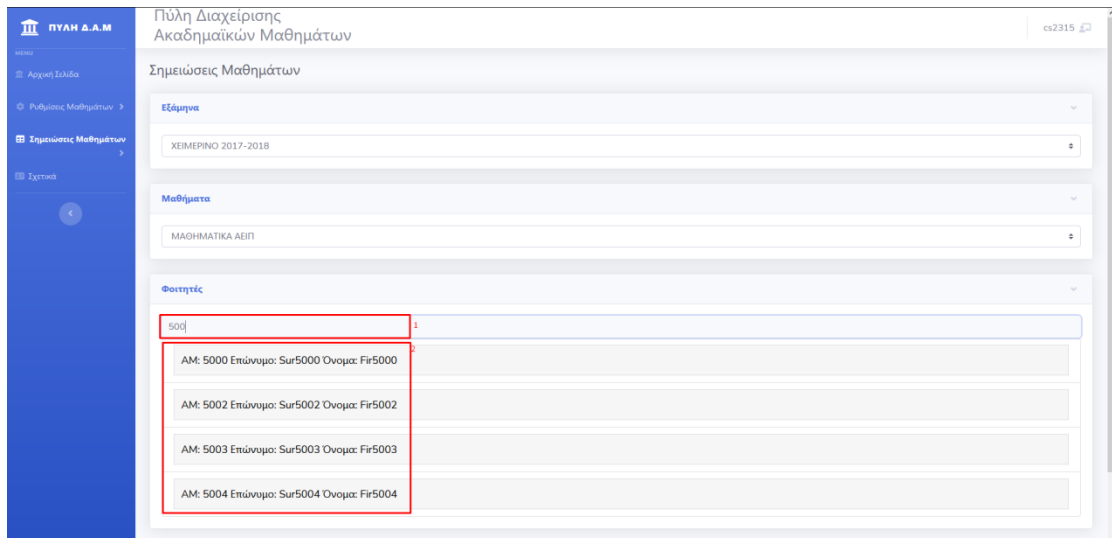 ΠΥΛΗ Δ.Α.Μ
MENU
Αρχική Σελίδα
Ρυθμίσεις Μαθημάτων
Σημειώσεις Μαθημάτων
Σχετικά
Πύλη Διαχείρισης
Ακαδημαϊκών Μαθημάτων
cs2315
Σημειώσεις Μαθημάτων
Εξάμηνα
ΧΕΙΜΕΡΙΝΟ 2017-2018
Μαθήματα
ΜΑΘΗΜΑΤΙΚΑ ΑΕΙΠ
Φοιτητές
500
1
2
ΑΜ: 5000 Επώνυμο: Sur5000 Όνομα: Fir5000
ΑΜ: 5002 Επώνυμο: Sur5002 Όνομα: Fir5002
ΑΜ: 5003 Επώνυμο: Sur5003 Όνομα: Fir5003
ΑΜ: 5004 Επώνυμο: Sur5004 Όνομα: Fir5004